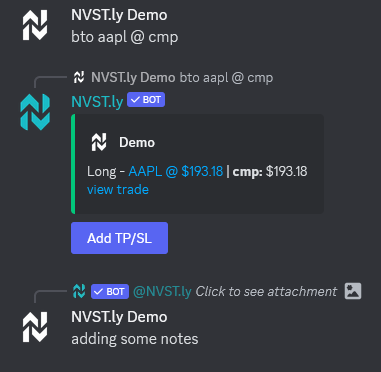 NVST.ly Demo
bto aapl @ cmp
NVST.ly Demo bto aapl @ cmp
NVST.ly BOT
Demo
Long - AAPL @ $193.18 | cmp: $193.18
view trade
Add TP/SL
BOT @NVST.ly Click to see attachment
NVST.ly Demo
adding some notes